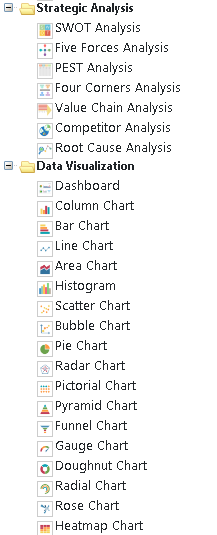 Strategic Analysis
SWOT Analysis
Five Forces Analysis
PEST Analysis
Four Corners Analysis
Value Chain Analysis
Competitor Analysis
Root Cause Analysis
Data Visualization
Dashboard
Column Chart
Bar Chart
Line Chart
Area Chart
Histogram
Scatter Chart
Bubble Chart
Pie Chart
Radar Chart
Pictorial Chart
Pyramid Chart
Funnel Chart
Gauge Chart
Doughnut Chart
Radial Chart
Rose Chart
Heatmap Chart